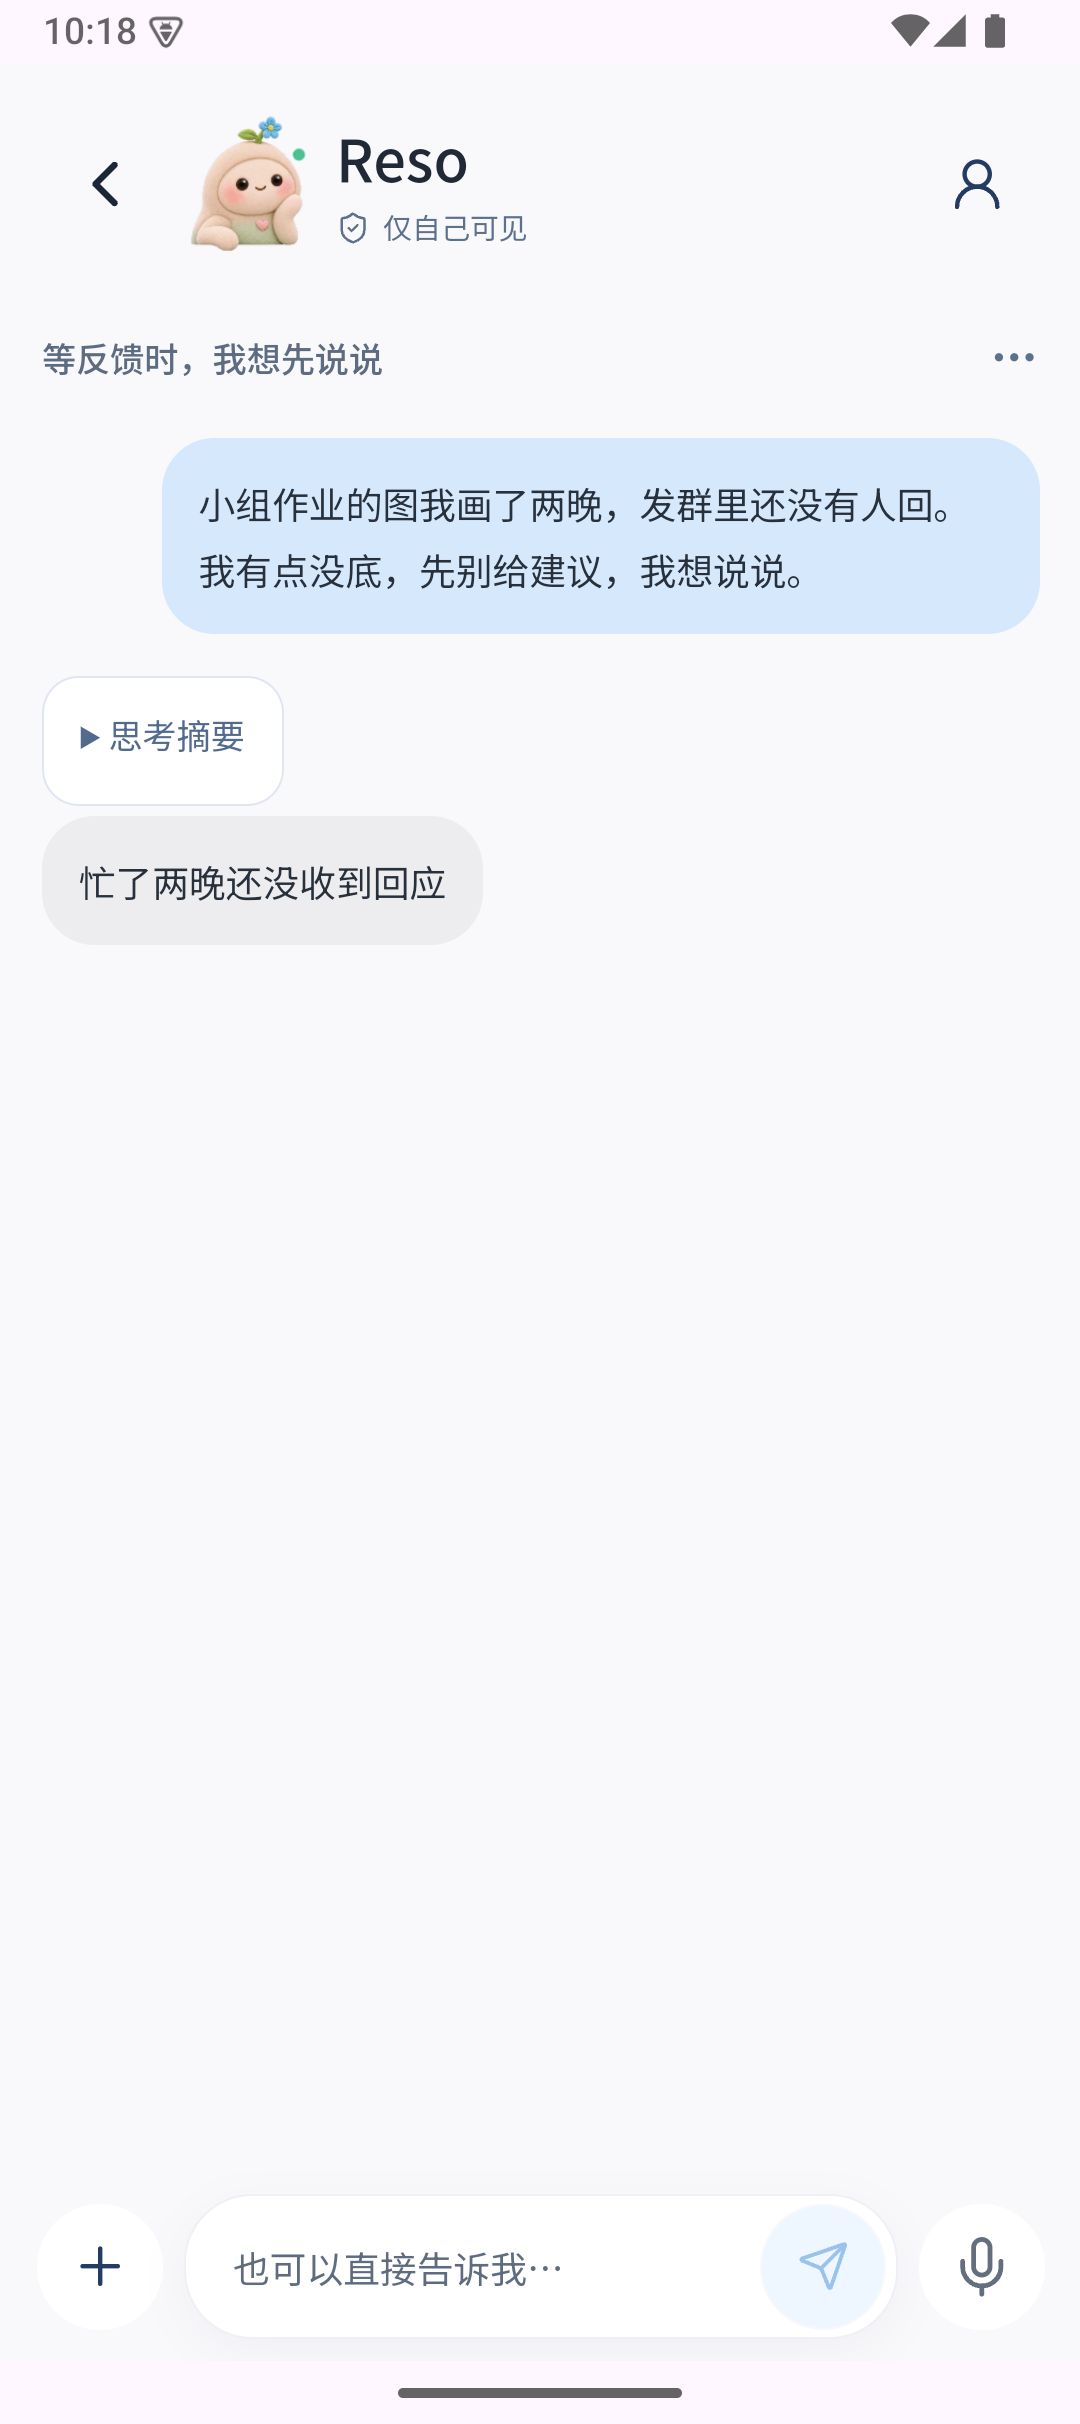 10:18
Reso
仅自己可见
等反馈时，我想先说说
小组作业的图我画了两晚，发群里还没有人回。
我有点没底，先别给建议，我想说说。
▶ 思考摘要
忙了两晚还没收到回应
也可以直接告诉我…